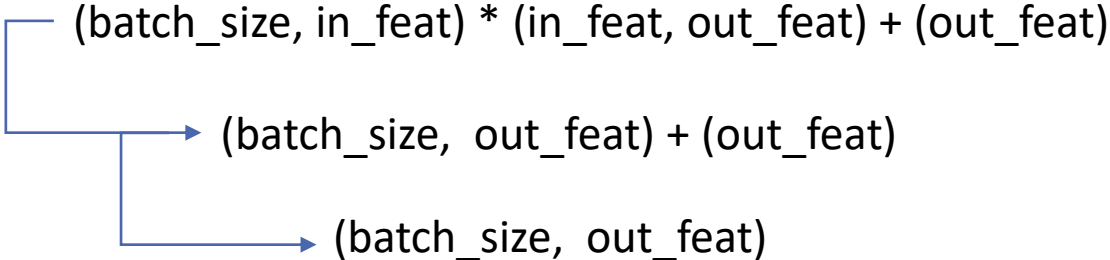 (batch_size, in_feat) * (in_feat, out_feat) + (out_feat)
(batch_size, out_feat) + (out_feat)
(batch_size, out_feat)